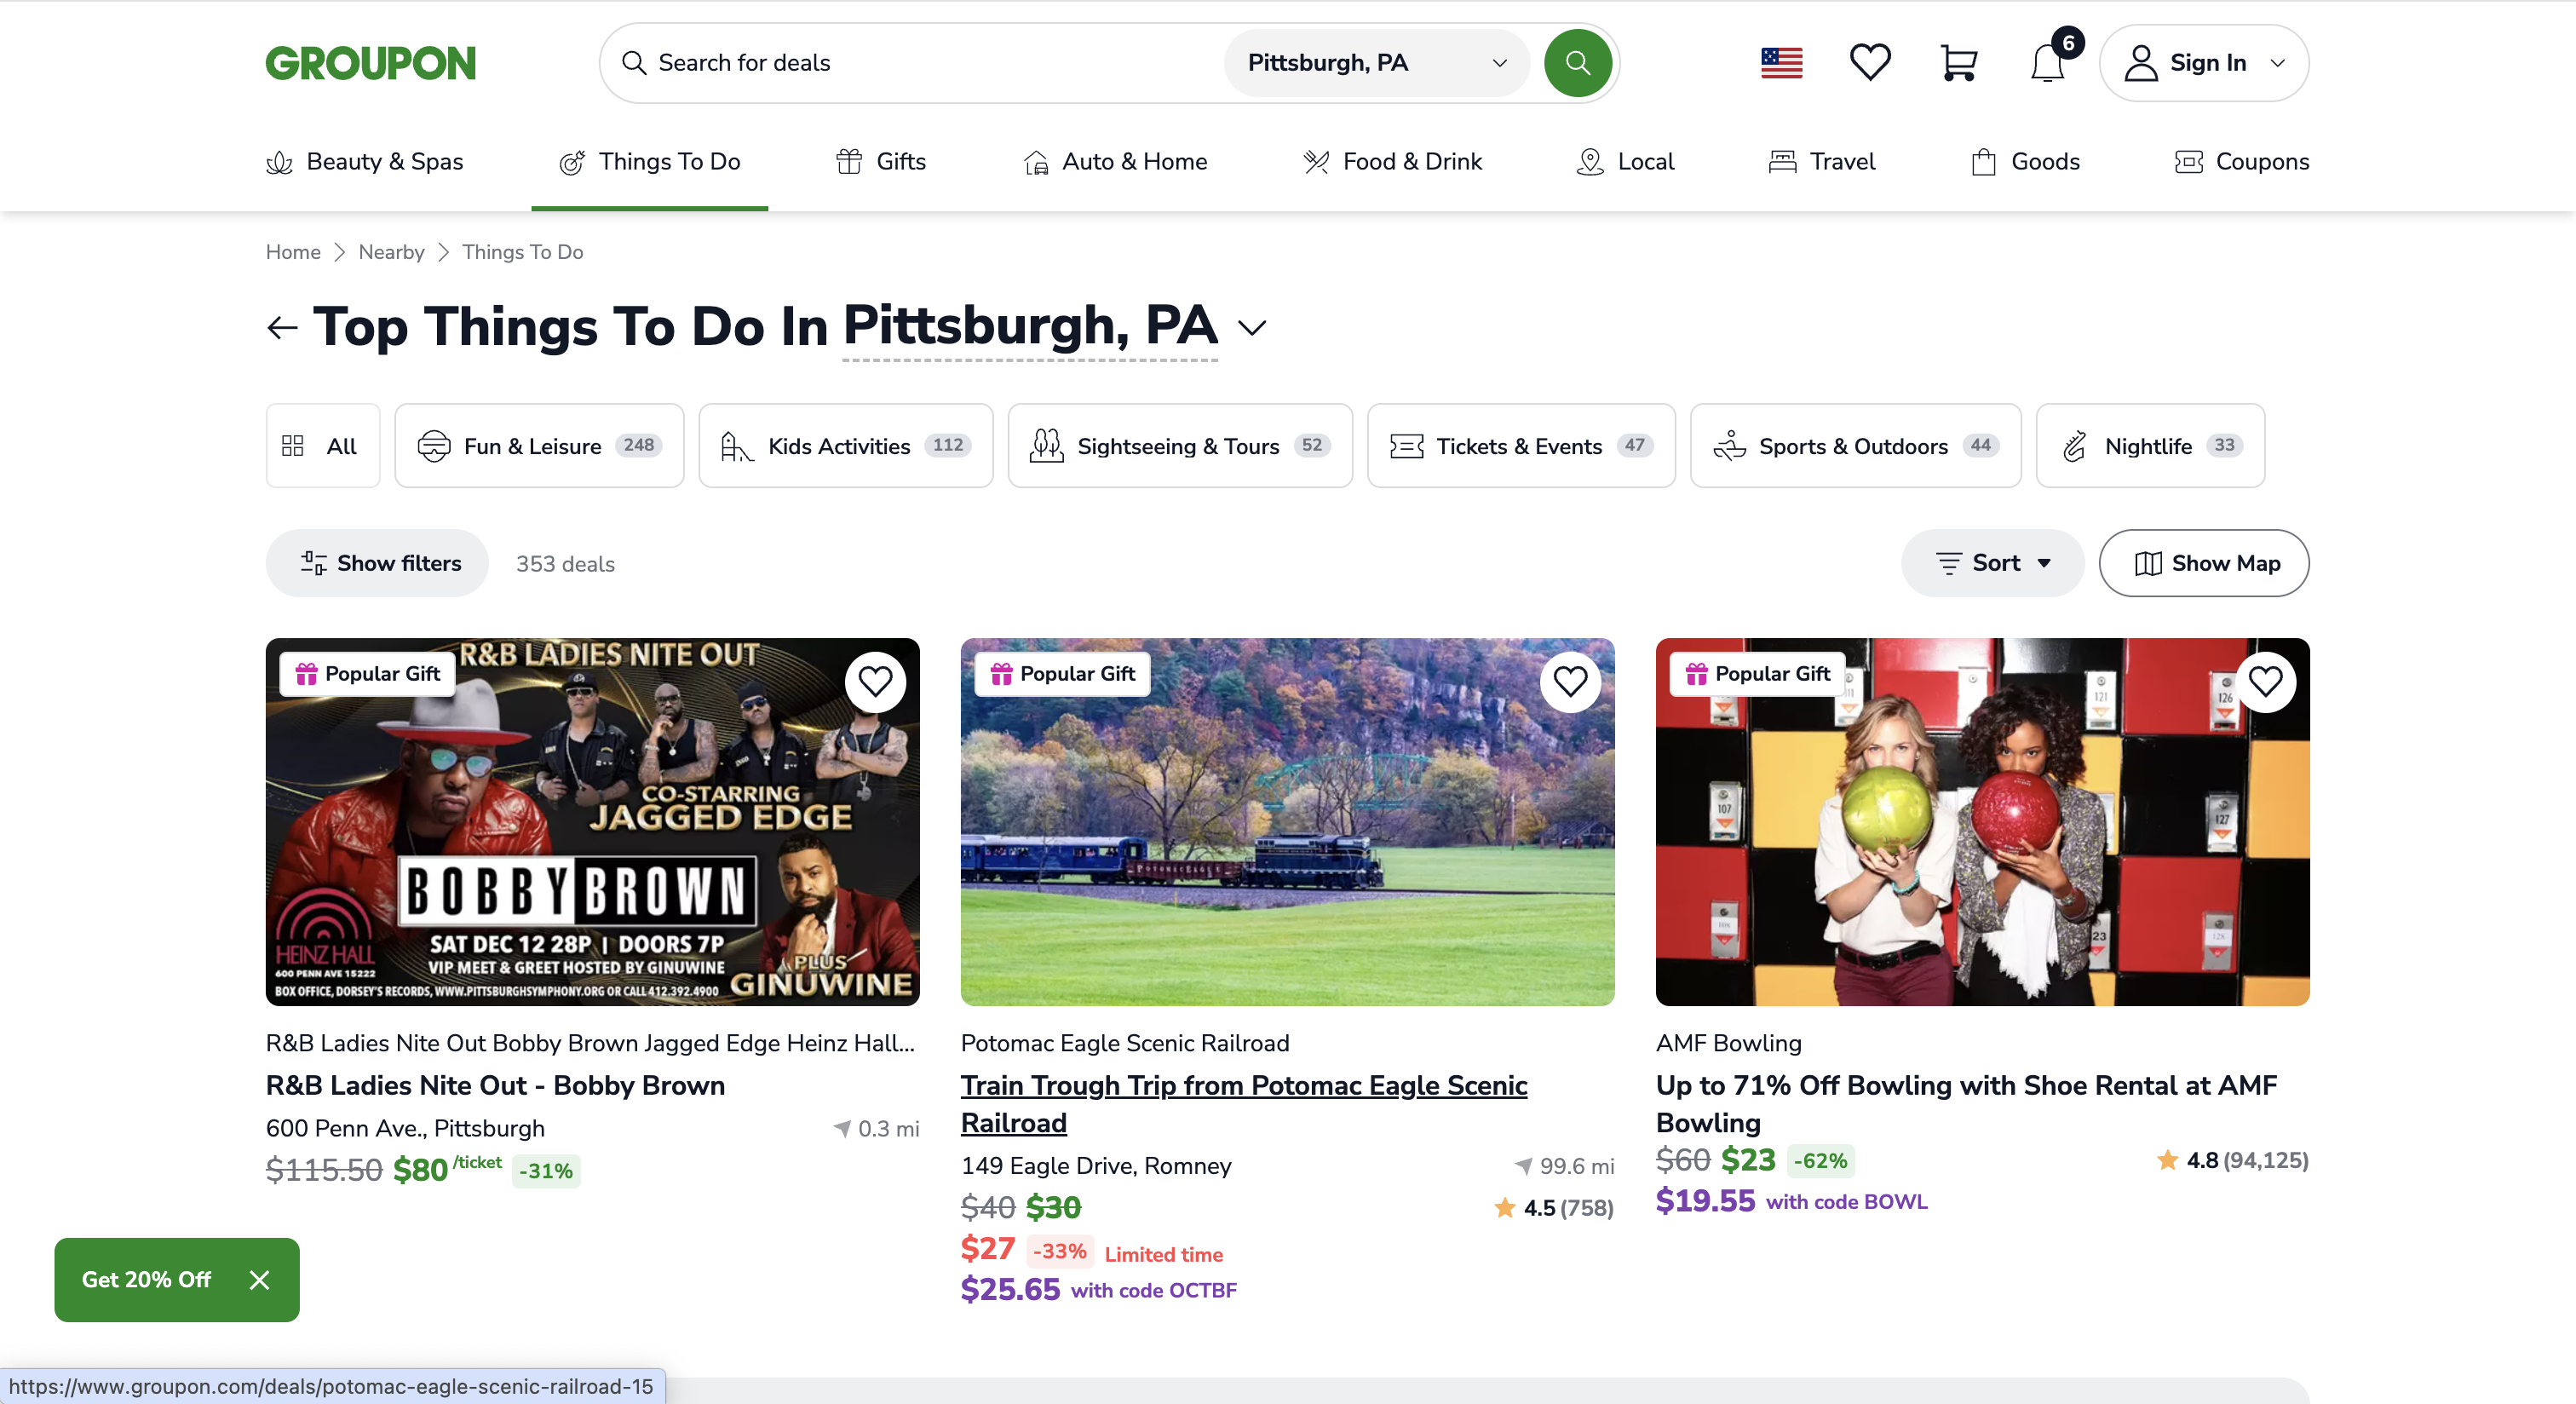 GROUPON
Search for deals
Pittsburgh, PA
6
Sign In
Beauty & Spas
Things To Do
Gifts
Auto & Home
Food & Drink
Local
Travel
Goods
Coupons
Home > Nearby > Things To Do
Top Things To Do In Pittsburgh, PA
All
Fun & Leisure 248
Kids Activities 112
Sightseeing & Tours 52
Tickets & Events 47
Sports & Outdoors 44
Nightlife 33
Show filters
353 deals
Sort
Show Map
Popular Gift
R&B LADIES NITE OUT
CO-STARRING
JAGGED EDGE
BOBBY BROWN
SAT DEC 12 28P | DOORS 7P
VIP MEET & GREET HOSTED BY GINUWINE
PLUS
GINUWINE
HEINZ HALL
600 PENN AVE 15222
BOX OFFICE, DORSEY'S RECORDS, WWW.PITTSBURGHSYMPHONY.ORG OR CALL 412.392.4900
R&B Ladies Nite Out Bobby Brown Jagged Edge Heinz Hall...
R&B Ladies Nite Out - Bobby Brown
600 Penn Ave., Pittsburgh
0.3 mi
$115.50 $80 /ticket -31%
Popular Gift
POTOMAC EAGLE
Potomac Eagle Scenic Railroad
Train Trough Trip from Potomac Eagle Scenic
Railroad
149 Eagle Drive, Romney
99.6 mi
$40 $30
4.5 (758)
$27 -33% Limited time
$25.65 with code OCTBF
Popular Gift
111
121
126
107
127
108
123
128
AMF Bowling
Up to 71% Off Bowling with Shoe Rental at AMF
Bowling
$60 $23 -62%
4.8 (94,125)
$19.55 with code BOWL
Get 20% Off
https://www.groupon.com/deals/potomac-eagle-scenic-railroad-15